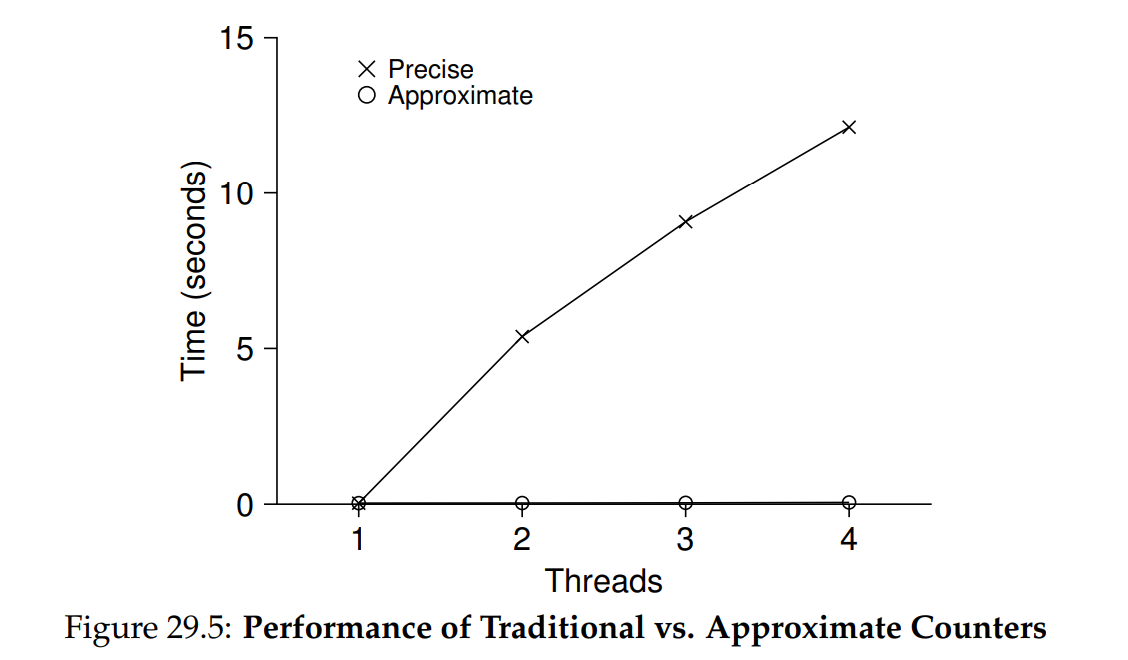 15
Precise
Approximate
10
5
0
Time (seconds)
1 2 3 4
Threads
Figure 29.5: Performance of Traditional vs. Approximate Counters